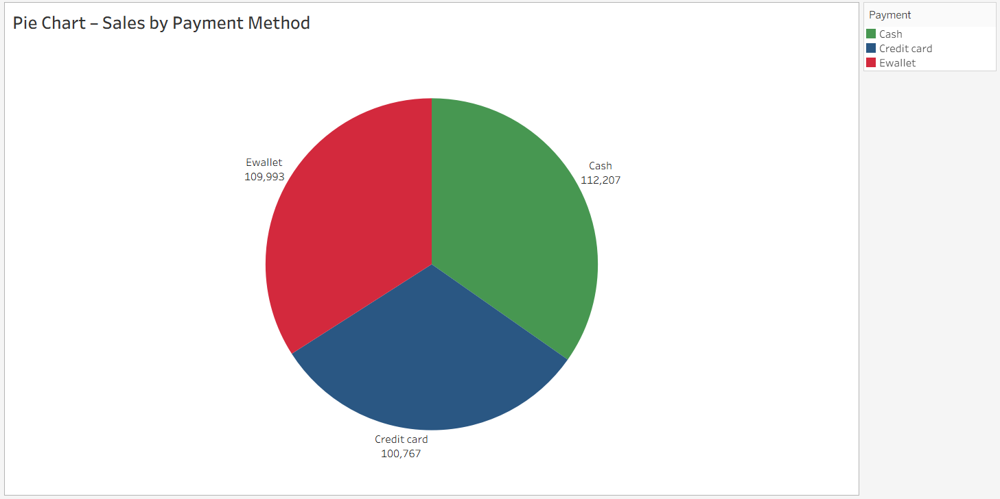 Pie Chart – Sales by Payment Method
Payment
Cash
Credit card
Ewallet
Ewallet
109,993
Cash
112,207
Credit card
100,767